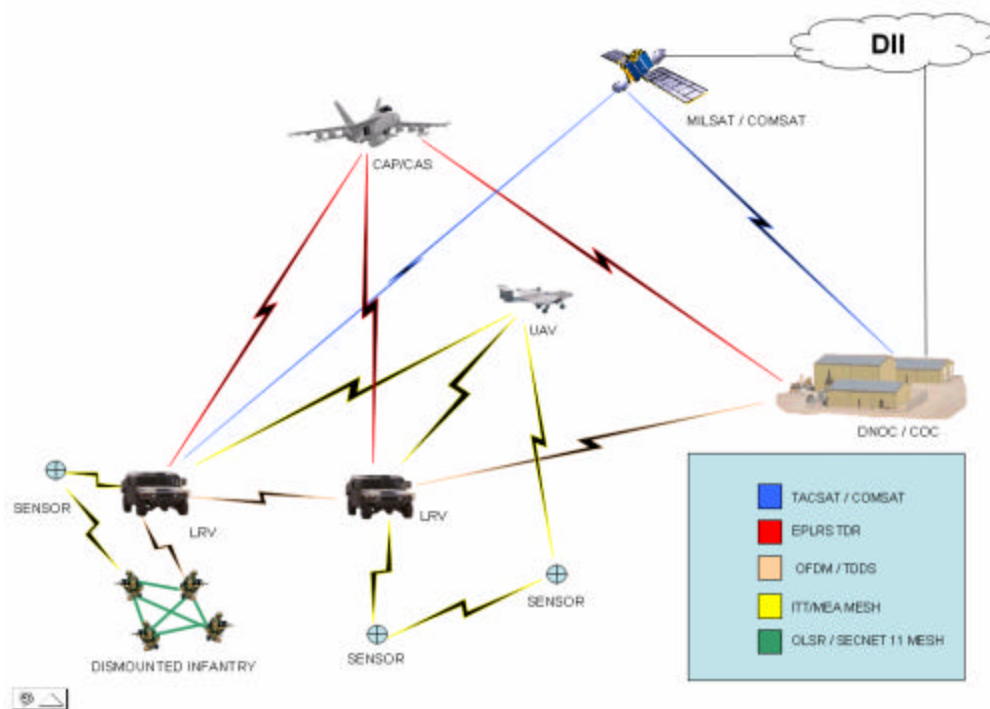 DII
MILSAT / COMSAT
CAP/CAS
UAV
DNOC / COC
SENSOR
LRV
LRV
SENSOR
SENSOR
DISMOUNTED INFANTRY
TACSAT / COMSAT
EPLRS TDR
OFDM / TDDS
ITT/MEA MESH
OLSR / SECNET 11 MESH